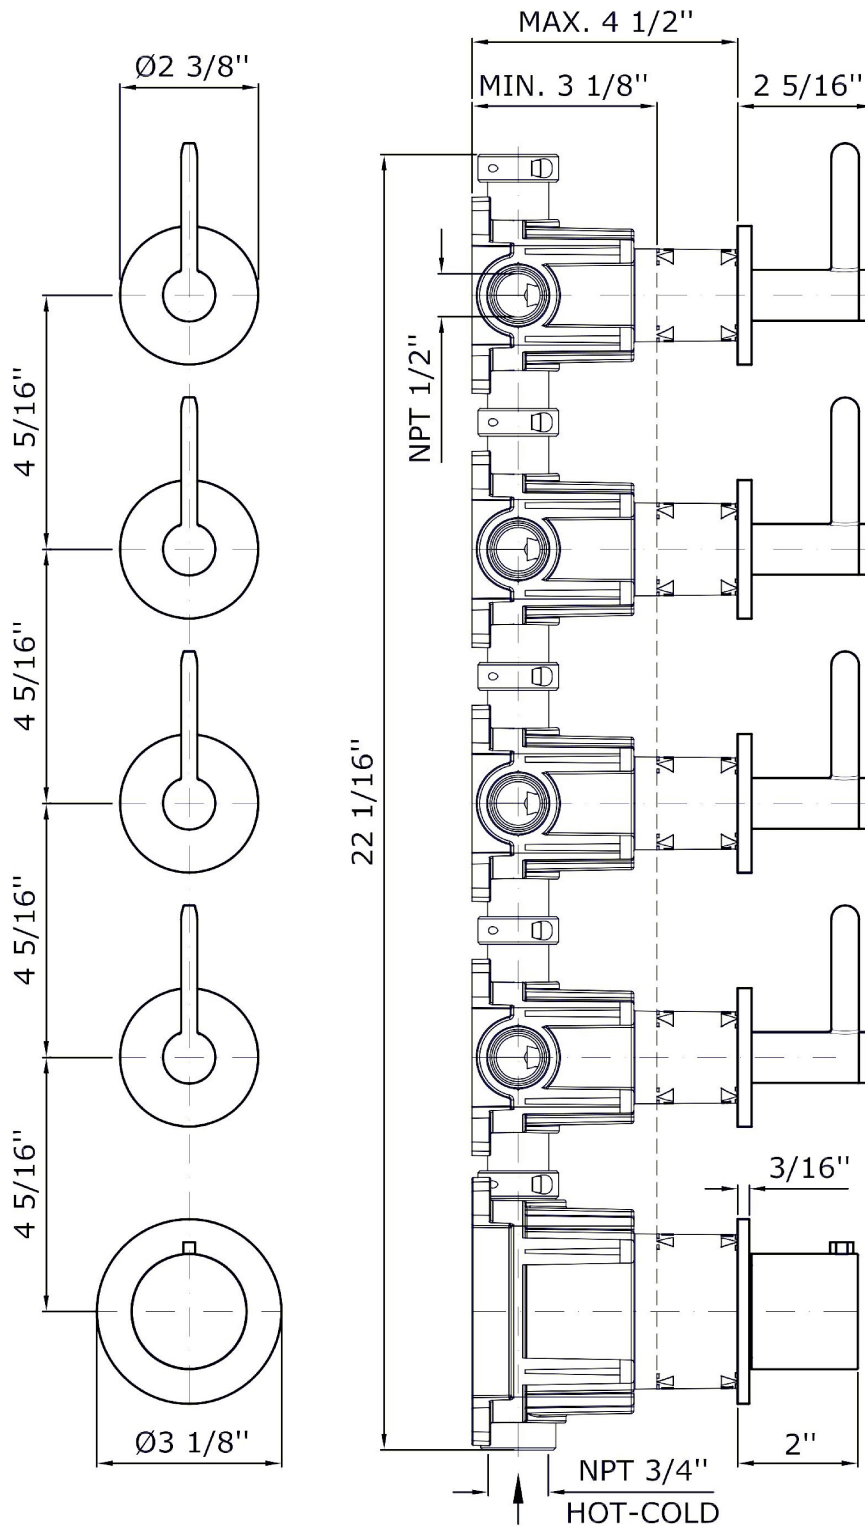 MAX. 4 1/2"
Ø2 3/8"
MIN. 3 1/8"
2 5/16"
NPT 1/2"
4 5/16"
4 5/16"
22 1/16"
4 5/16"
4 5/16"
3/16"
Ø3 1/8"
2"
NPT 3/4"
HOT-COLD